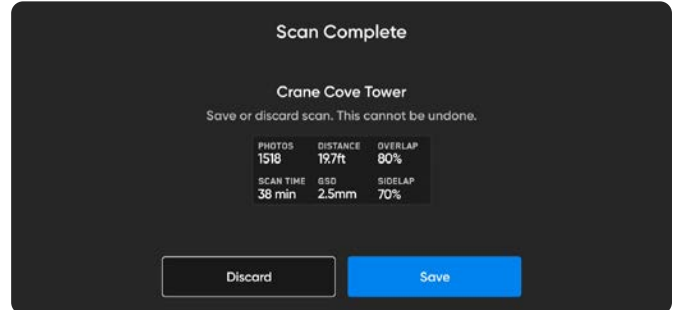 Scan Complete
Crane Cove Tower
Save or discard scan. This cannot be undone.
PHOTOS DISTANCE OVERLAP
1518 19.7ft 80%
SCAN TIME GSD SIDELAP
38 min 2.5mm 70%
Discard Save